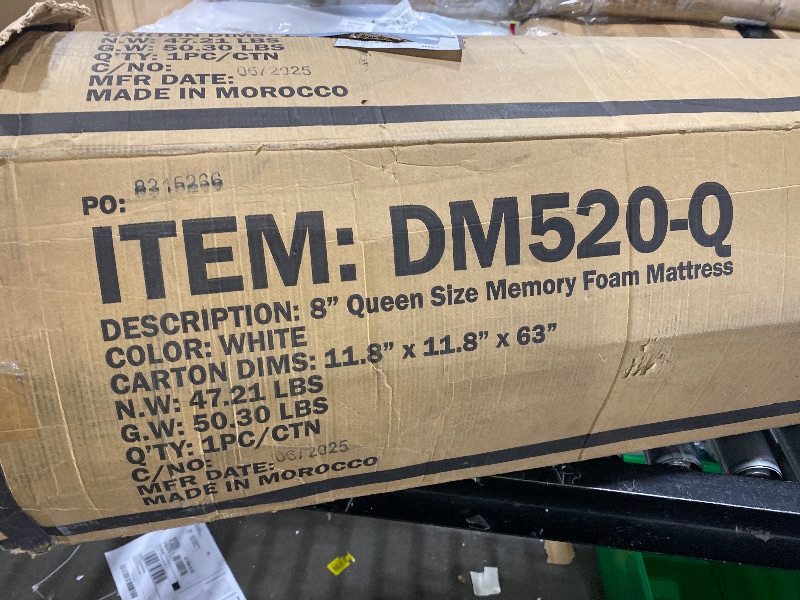 G.W: 50.30 LBS
Q'TY: 1PC/CTN
C/NO:
MFR DATE: 06/2025
MADE IN MOROCCO
PO: 8315266
ITEM: DM520-Q
DESCRIPTION: 8” Queen Size Memory Foam Mattress
COLOR: WHITE
CARTON DIMS: 11.8” x 11.8” x 63”
N.W: 47.21 LBS
G.W: 50.30 LBS
Q'TY: 1PC/CTN
C/NO:
MFR DATE: 06/2025
MADE IN MOROCCO